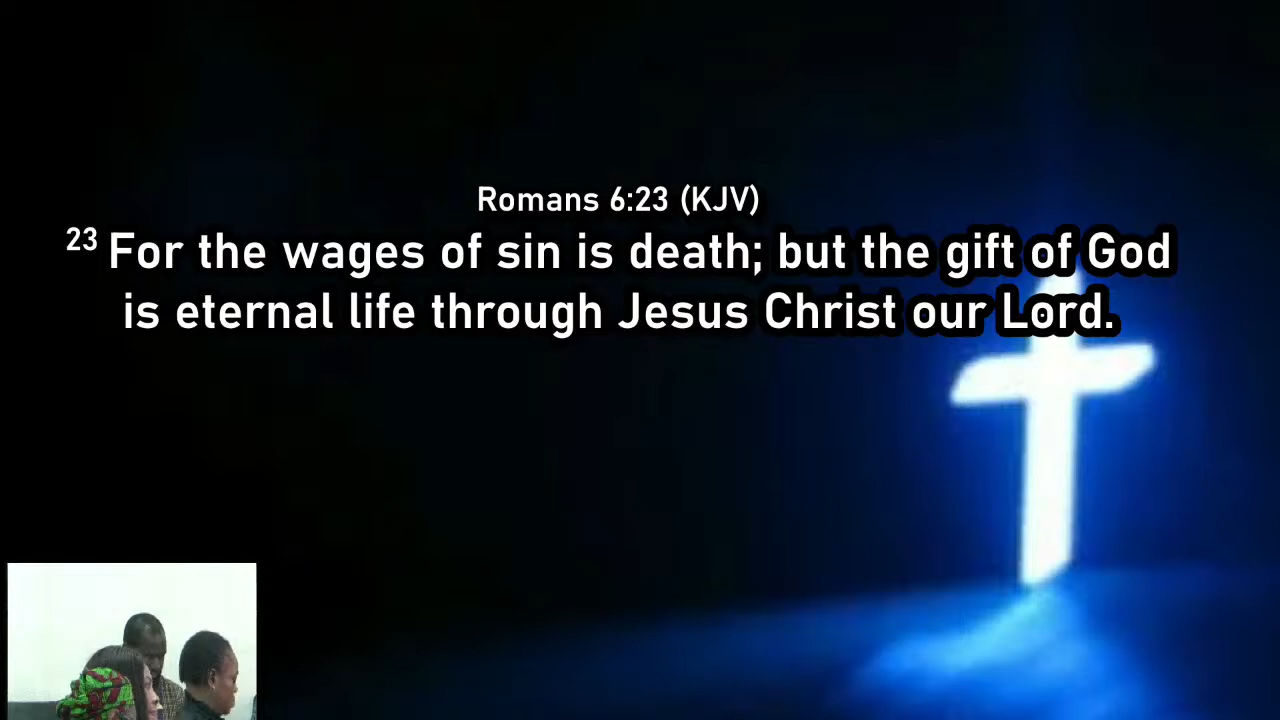 Romans 6:23 (KJV)
23 For the wages of sin is death; but the gift of God
is eternal life through Jesus Christ our Lord.